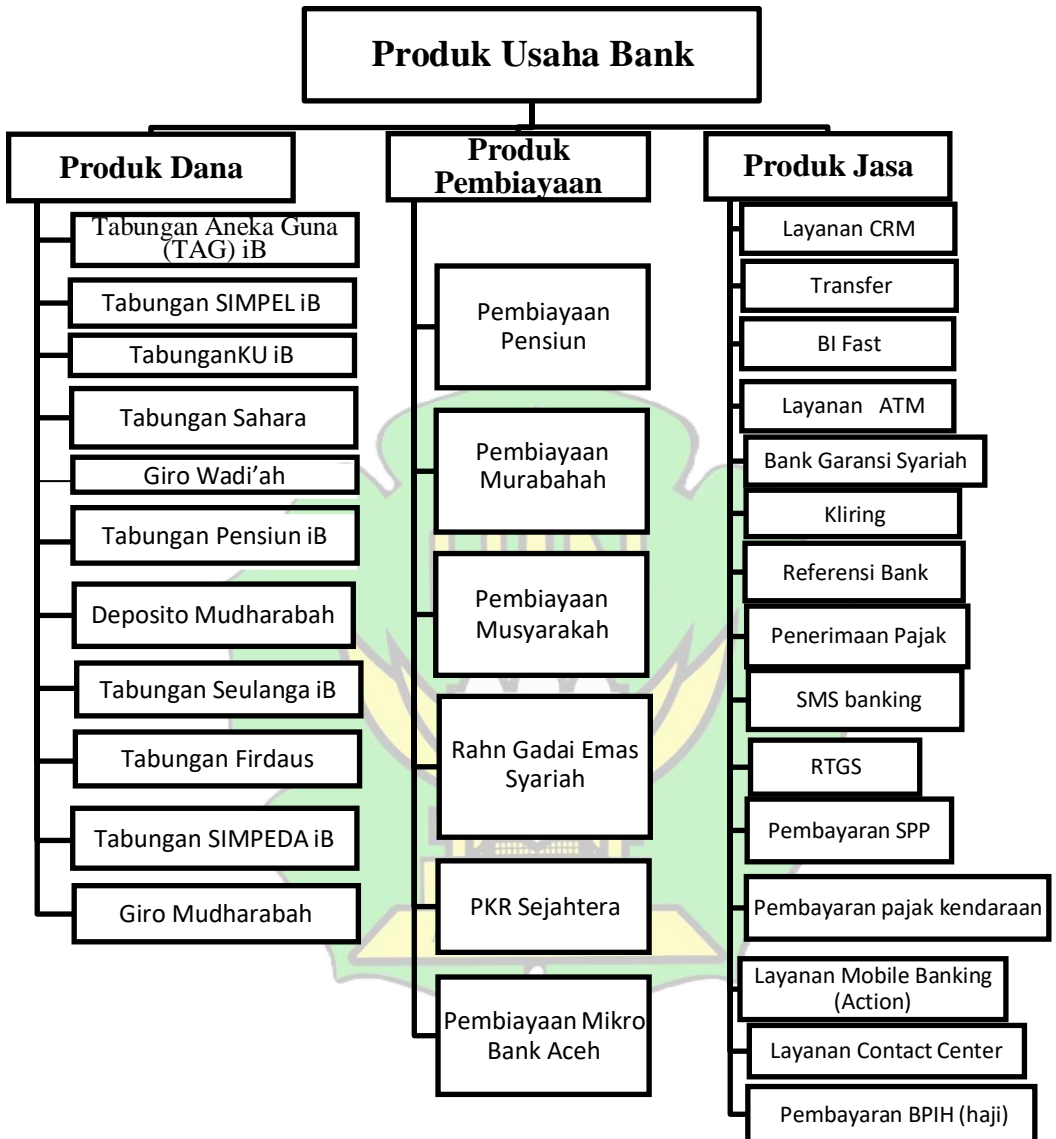 Produk Usaha Bank
Produk Dana
Tabungan Aneka Guna
(TAG) iB
Tabungan SIMPEL iB
TabunganKU iB
Tabungan Sahara
Giro Wadi’ah
Tabungan Pensiun iB
Deposito Mudharabah
Tabungan Seulanga iB
Tabungan Firdaus
Tabungan SIMPEDA iB
Giro Mudharabah
Produk
Pembiayaan
Pembiayaan
Pensiun
Pembiayaan
Murabahah
Pembiayaan
Musyarakah
Rahn Gadai Emas
Syariah
PKR Sejahtera
Pembiayaan Mikro
Bank Aceh
Produk Jasa
Layanan CRM
Transfer
BI Fast
Layanan ATM
Bank Garansi Syariah
Kliring
Referensi Bank
Penerimaan Pajak
SMS banking
RTGS
Pembayaran SPP
Pembayaran pajak kendaraan
Layanan Mobile Banking
(Action)
Layanan Contact Center
Pembayaran BPIH (haji)